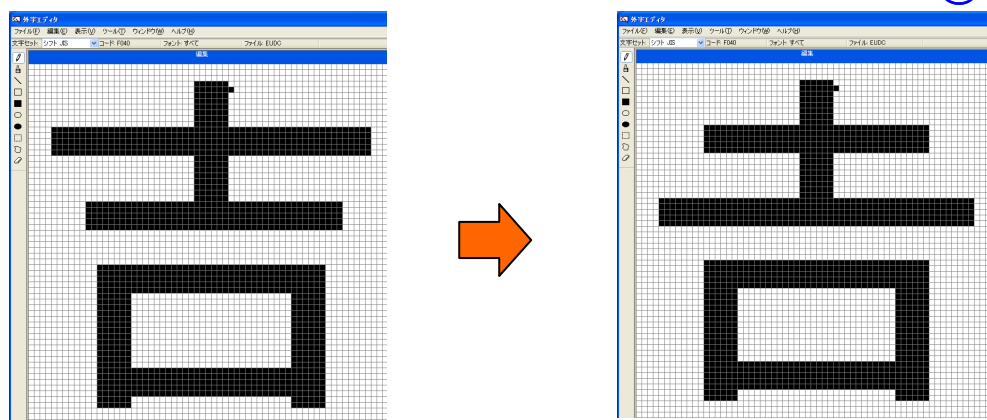 外字エディタ
ファイル(F) 編集(E) 表示(V) ツール(T) ウィンドウ(W) ヘルプ(H)
文字セット: シフト JIS コード: F040 フォント: すべて ファイル: EUDC
編集
吉
外字エディタ
ファイル(F) 編集(E) 表示(V) ツール(T) ウィンドウ(W) ヘルプ(H)
文字セット: シフト JIS コード: F040 フォント: すべて ファイル: EUDC
編集
𠮷